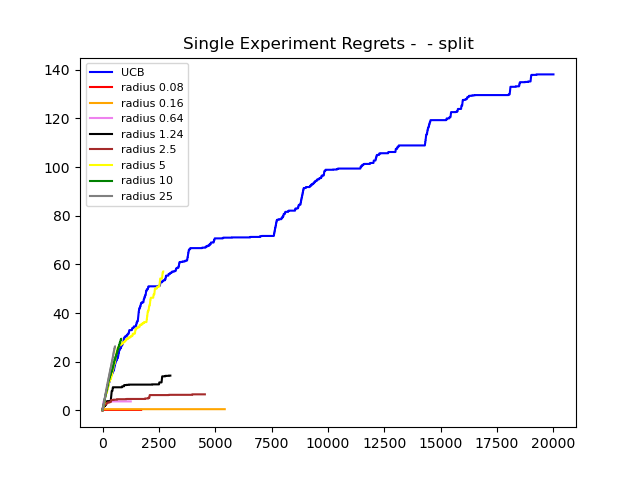 Single Experiment Regrets -  - split
140
120
100
80
60
40
20
0
UCB
radius 0.08
radius 0.16
radius 0.64
radius 1.24
radius 2.5
radius 5
radius 10
radius 25
0 2500 5000 7500 10000 12500 15000 17500 20000